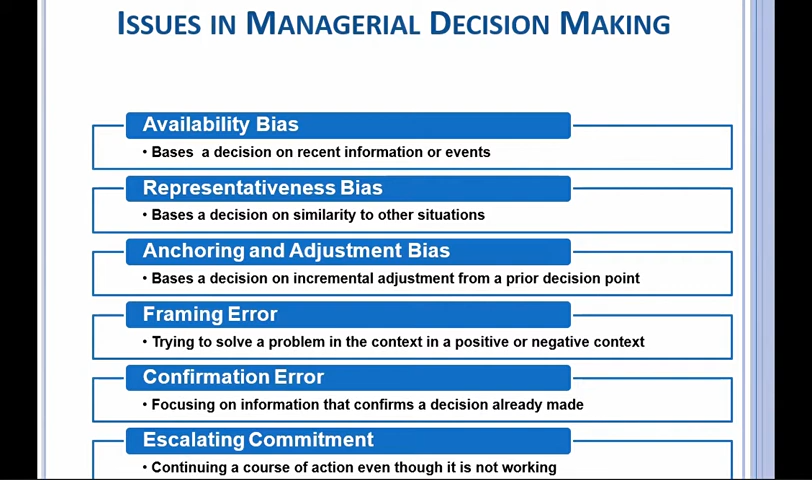 ISSUES IN MANAGERIAL DECISION MAKING
Availability Bias
• Bases a decision on recent information or events
Representativeness Bias
• Bases a decision on similarity to other situations
Anchoring and Adjustment Bias
• Bases a decision on incremental adjustment from a prior decision point
Framing Error
• Trying to solve a problem in the context in a positive or negative context
Confirmation Error
• Focusing on information that confirms a decision already made
Escalating Commitment
• Continuing a course of action even though it is not working